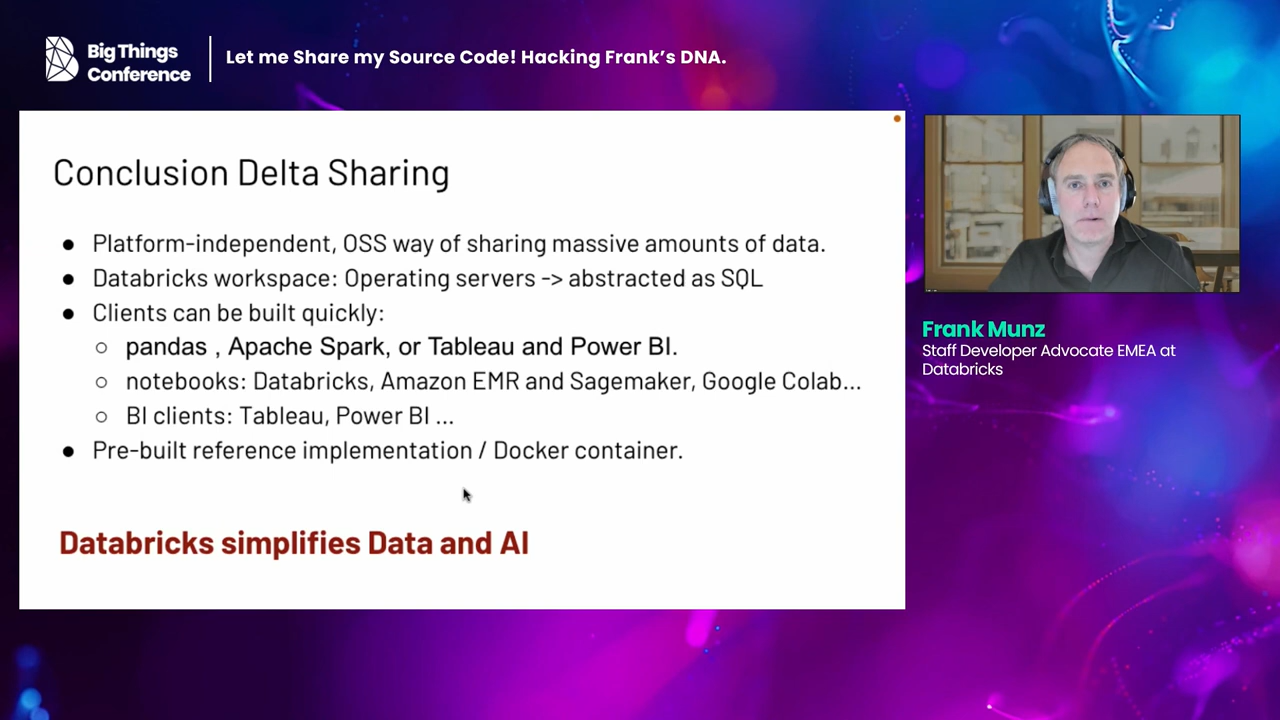 Big Things
Conference
Let me Share my Source Code! Hacking Frank's DNA.
Conclusion Delta Sharing
● Platform-independent, OSS way of sharing massive amounts of data.
● Databricks workspace: Operating servers -> abstracted as SQL
● Clients can be built quickly:
○ pandas , Apache Spark, or Tableau and Power BI.
○ notebooks: Databricks, Amazon EMR and Sagemaker, Google Colab...
○ BI clients: Tableau, Power BI ...
● Pre-built reference implementation / Docker container.
Databricks simplifies Data and AI
Frank Munz
Staff Developer Advocate EMEA at
Databricks